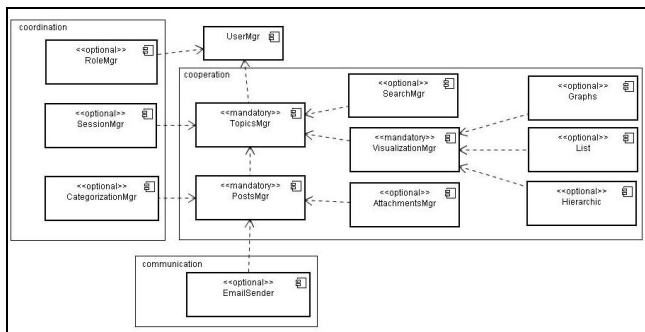 coordination
<<optional>>
RoleMgr
UserMgr
cooperation
<<optional>>
SearchMgr
<<optional>>
Graphs
<<optional>>
SessionMgr
<<mandatory>>
TopicsMgr
<<mandatory>>
VisualizationMgr
<<optional>>
List
<<optional>>
CategorizationMgr
<<mandatory>>
PostsMgr
<<optional>>
AttachmentsMgr
<<optional>>
Hierarchic
communication
<<optional>>
EmailSender